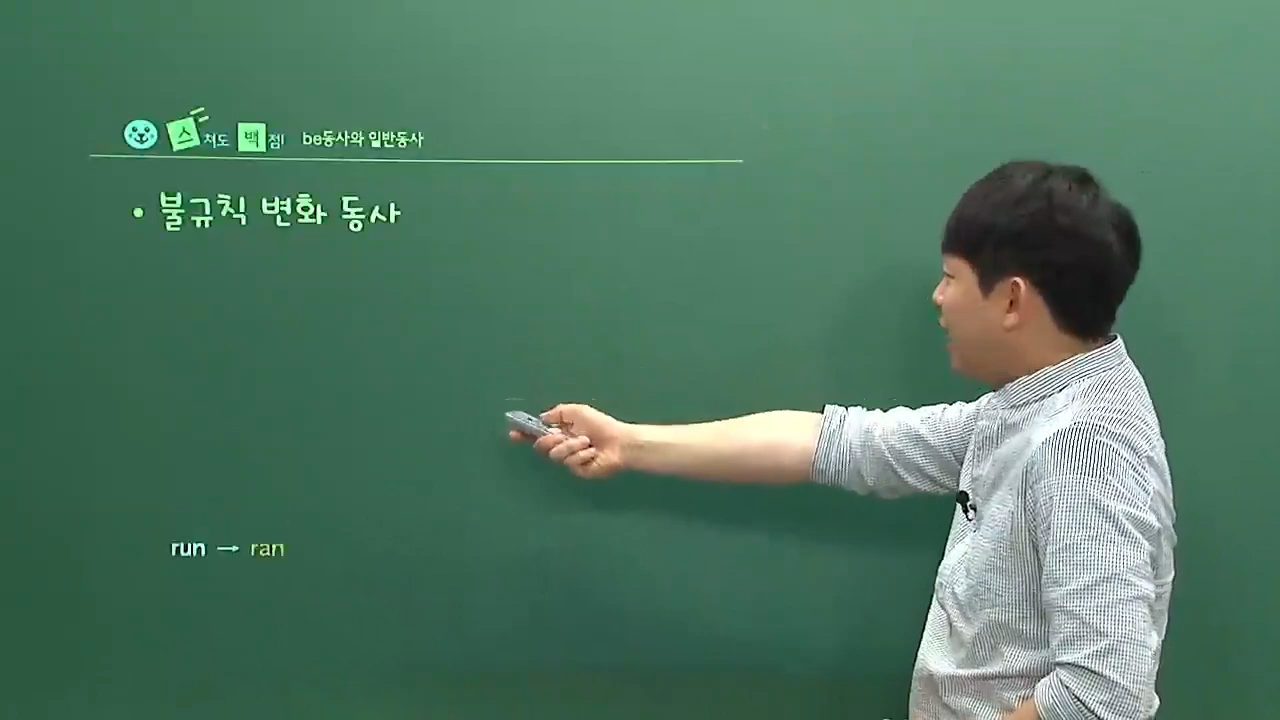 스쳐도 백점! be동사와 일반동사
• 불규칙 변화 동사
run → ran